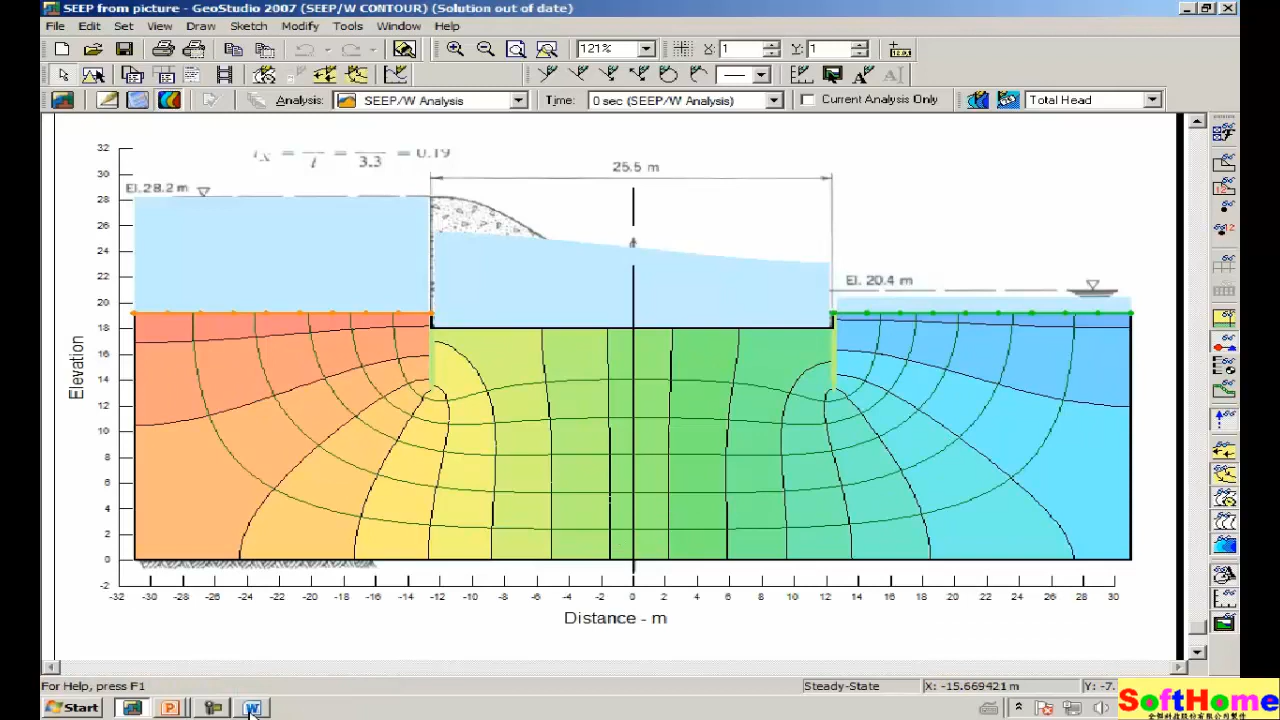 SEEP from picture - GeoStudio 2007 (SEEP/W CONTOUR) (Solution out of date)
File Edit Set View Draw Sketch Modify Tools Window Help
121% X: 1 Y: 1
Analysis: SEEP/W Analysis Time: 0 sec (SEEP/W Analysis) Current Analysis Only Total Head
= 3.3 = 0.19
25.5 m
El.28.2 m
El. 20.4 m
32
30
28
26
24
22
20
18
16
14
12
10
8
6
4
2
0
-2
Elevation
-32 -30 -28 -26 -24 -22 -20 -18 -16 -14 -12 -10 -8 -6 -4 -2 0 2 4 6 8 10 12 14 16 18 20 22 24 26 28 30
Distance - m
For Help, press F1 Steady-State X: -15.669421 m Y: -7.
Start
SoftHome